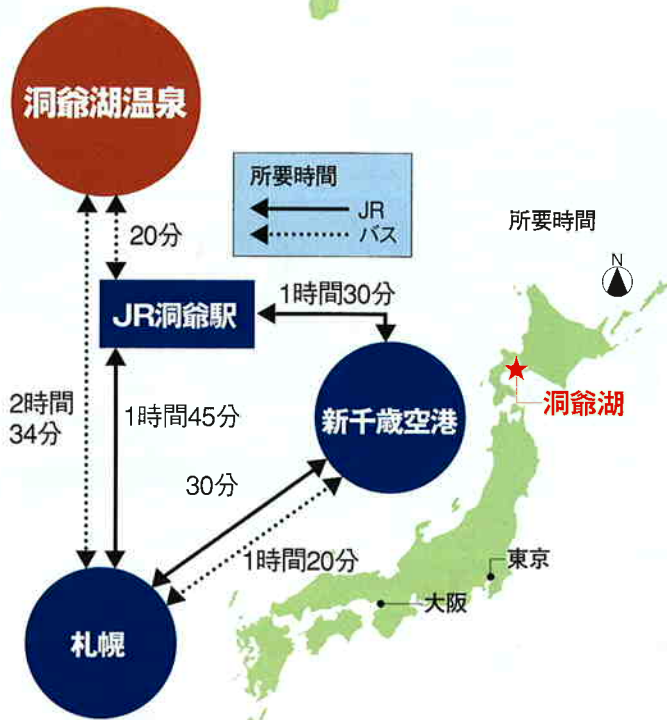 洞爺湖温泉
所要時間
JR
バス
20分
所要時間
N
JR洞爺駅
1時間30分
洞爺湖
2時間
34分
1時間45分
新千歳空港
30分
1時間20分
東京
大阪
札幌